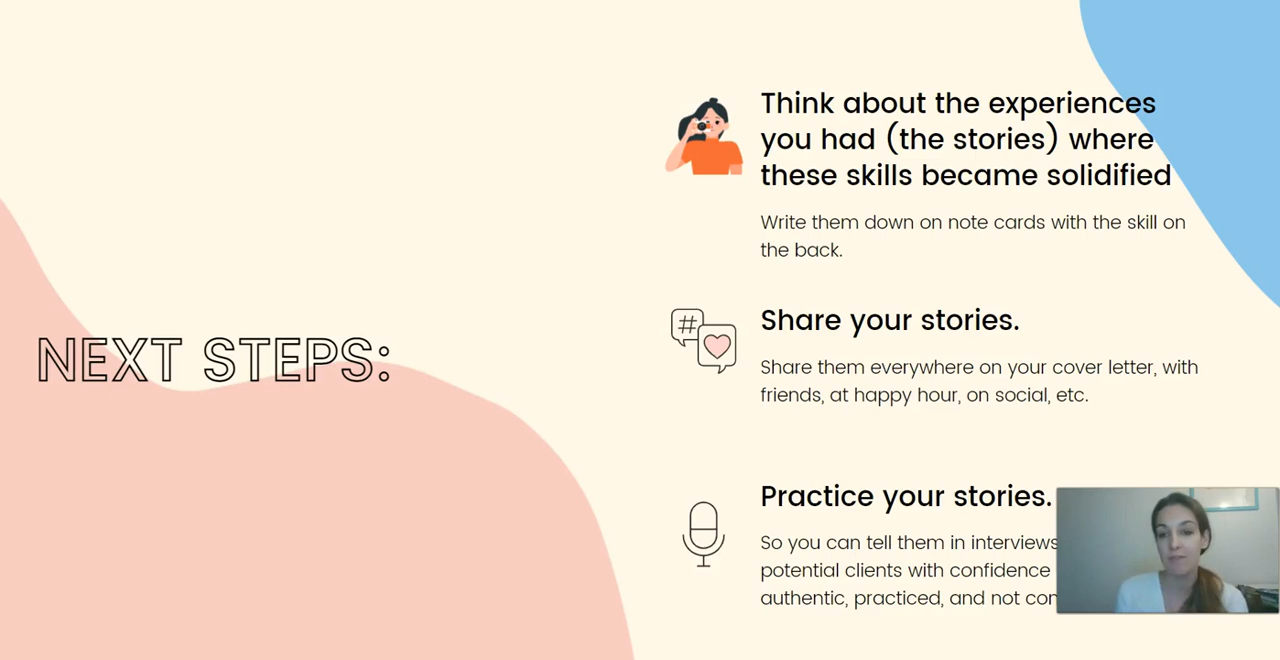 NEXT STEPS:
Think about the experiences
you had (the stories) where
these skills became solidified
Write them down on note cards with the skill on
the back.
#
Share your stories.
Share them everywhere on your cover letter, with
friends, at happy hour, on social, etc.
Practice your stories.
So you can tell them in interviews
potential clients with confidence
authentic, practiced, and not